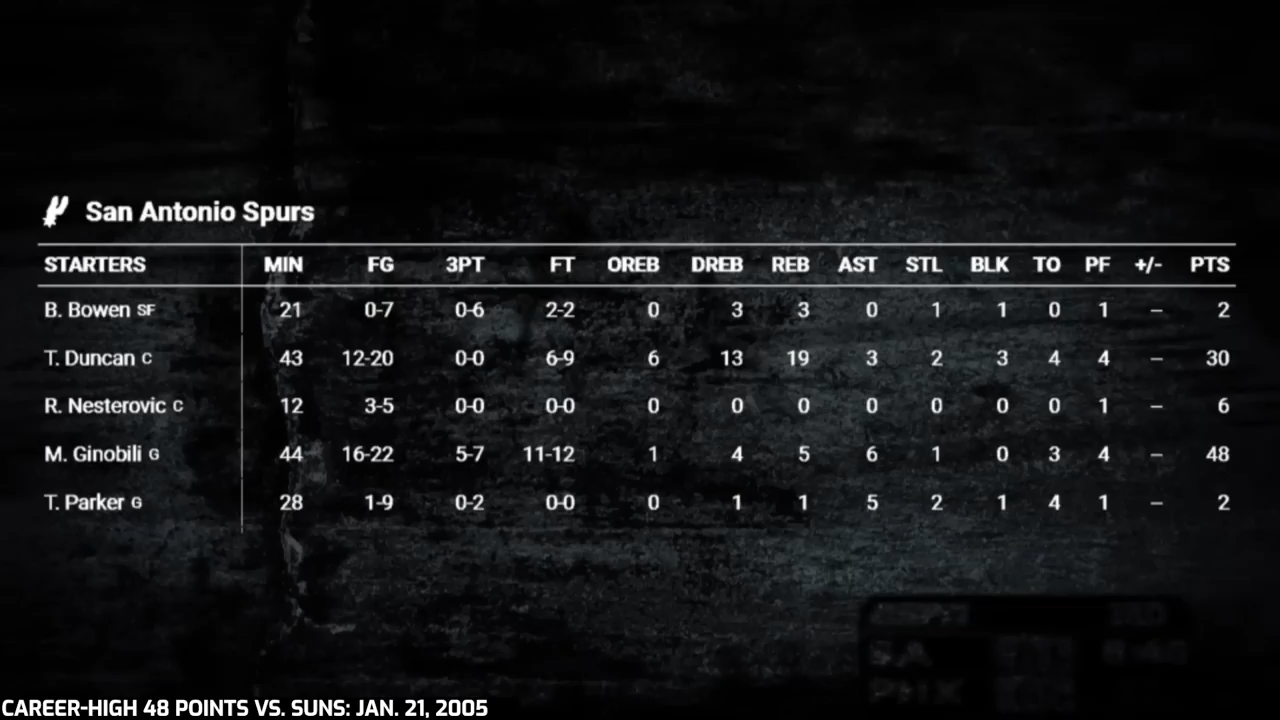 San Antonio Spurs
STARTERS MIN FG 3PT FT OREB DREB REB AST STL BLK TO PF +/- PTS
B. Bowen SF 21 0-7 0-6 2-2 0 3 3 0 1 1 0 1 – 2
T. Duncan C 43 12-20 0-0 6-9 6 13 19 3 2 3 4 4 – 30
R. Nesterovic C 12 3-5 0-0 0-0 0 0 0 0 0 0 0 1 – 6
M. Ginobili G 44 16-22 5-7 11-12 1 4 5 6 1 0 3 4 – 48
T. Parker G 28 1-9 0-2 0-0 0 1 1 5 2 1 4 1 – 2
CAREER-HIGH 48 POINTS VS. SUNS: JAN. 21, 2005